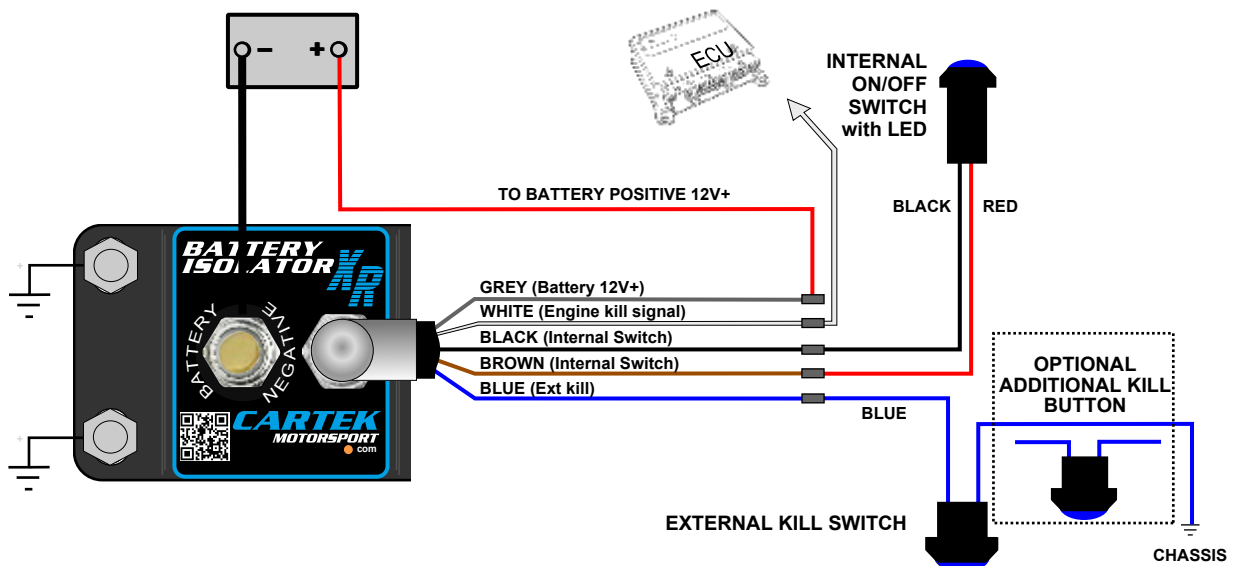 − +
ECU
INTERNAL
ON/OFF
SWITCH
with LED
TO BATTERY POSITIVE 12V+
BLACK
RED
BATTERY
ISOLATOR
XR
BATTERY
NEGATIVE
GREY (Battery 12V+)
WHITE (Engine kill signal)
BLACK (Internal Switch)
BROWN (Internal Switch)
BLUE (Ext kill)
BLUE
CARTEK
MOTORSPORT
com
OPTIONAL
ADDITIONAL KILL
BUTTON
EXTERNAL KILL SWITCH
CHASSIS